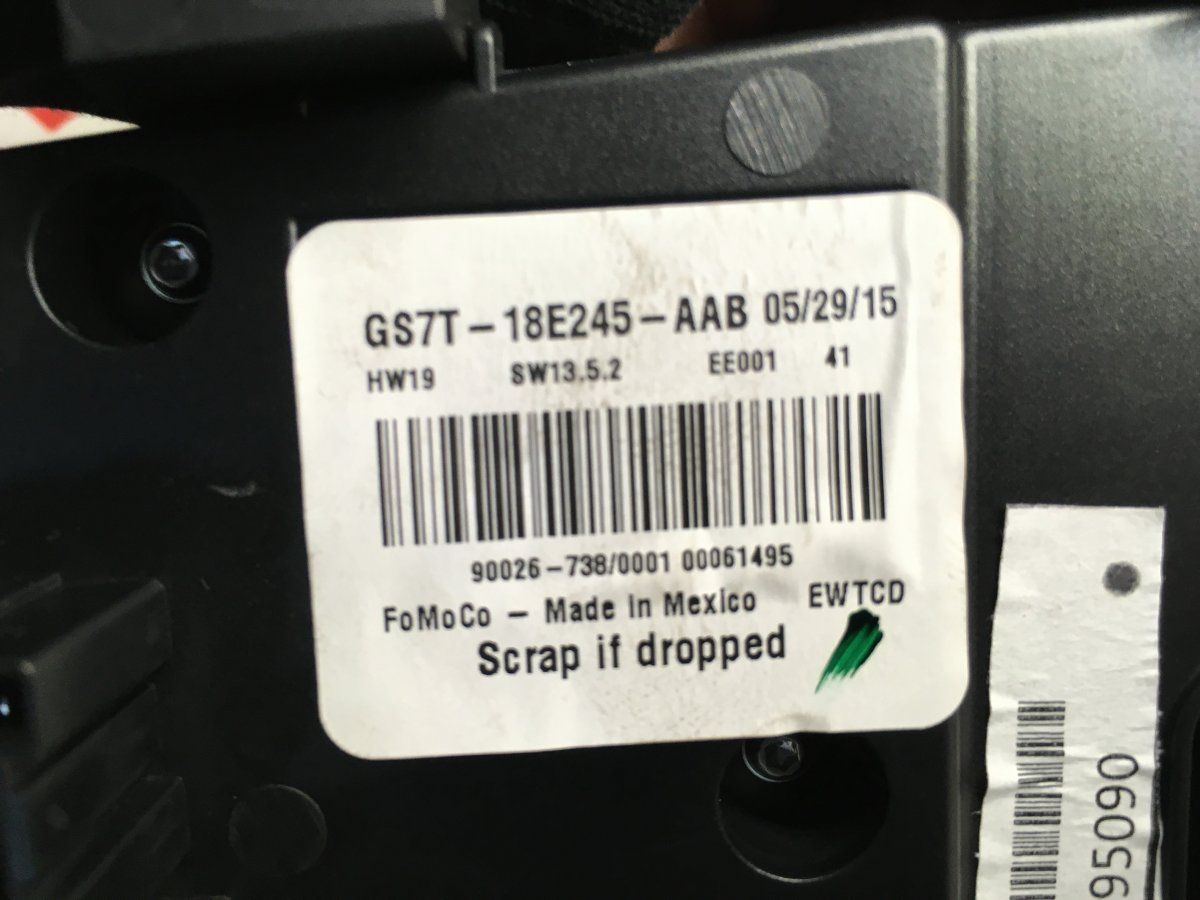 GS7T-18E245-AAB 05/29/15
HW19 SW13.5.2 EE001 41
90026-738/0001 00061495
FoMoCo - Made In Mexico EWTCD
Scrap if dropped
95090